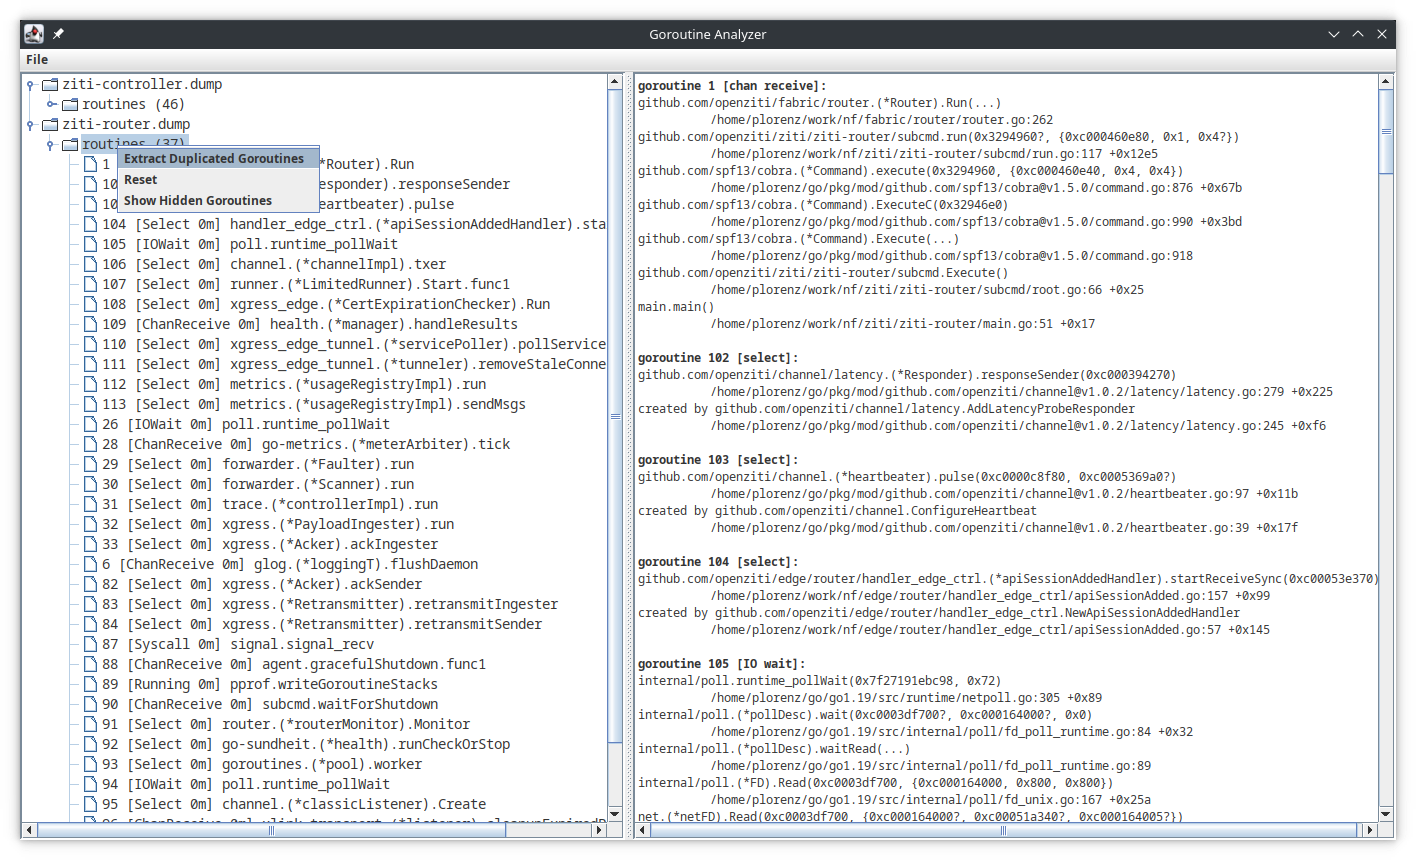 Goroutine Analyzer
File
ziti-controller.dump
routines (46)
ziti-router.dump
routines (37)
Extract Duplicated Goroutines
Reset
Show Hidden Goroutines
1 *Router).Run
10 esponder).responseSender
10 eartbeater).pulse
104 [Select 0m] handler_edge_ctrl.(*apiSessionAddedHandler).sta
105 [IOWait 0m] poll.runtime_pollWait
106 [Select 0m] channel.(*channelImpl).txer
107 [Select 0m] runner.(*LimitedRunner).Start.func1
108 [Select 0m] xgress_edge.(*CertExpirationChecker).Run
109 [ChanReceive 0m] health.(*manager).handleResults
110 [Select 0m] xgress_edge_tunnel.(*servicePoller).pollService
111 [Select 0m] xgress_edge_tunnel.(*tunneler).removeStaleConne
112 [Select 0m] metrics.(*usageRegistryImpl).run
113 [Select 0m] metrics.(*usageRegistryImpl).sendMsgs
26 [IOWait 0m] poll.runtime_pollWait
28 [ChanReceive 0m] go-metrics.(*meterArbiter).tick
29 [Select 0m] forwarder.(*Faulter).run
30 [Select 0m] forwarder.(*Scanner).run
31 [Select 0m] trace.(*controllerImpl).run
32 [Select 0m] xgress.(*PayloadIngester).run
33 [Select 0m] xgress.(*Acker).ackIngester
6 [ChanReceive 0m] glog.(*loggingT).flushDaemon
82 [Select 0m] xgress.(*Acker).ackSender
83 [Select 0m] xgress.(*Retransmitter).retransmitIngester
84 [Select 0m] xgress.(*Retransmitter).retransmitSender
87 [Syscall 0m] signal.signal_recv
88 [ChanReceive 0m] agent.gracefulShutdown.func1
89 [Running 0m] pprof.writeGoroutineStacks
90 [ChanReceive 0m] subcmd.waitForShutdown
91 [Select 0m] router.(*routerMonitor).Monitor
92 [Select 0m] go-sundheit.(*health).runCheckOrStop
93 [Select 0m] goroutines.(*pool).worker
94 [IOWait 0m] poll.runtime_pollWait
95 [Select 0m] channel.(*classicListener).Create
goroutine 1 [chan receive]:
github.com/openziti/fabric/router.(*Router).Run(...)
/home/plorenz/work/nf/fabric/router/router.go:262
github.com/openziti/ziti/ziti-router/subcmd.run(0x3294960?, {0xc000460e80, 0x1, 0x4?})
/home/plorenz/work/nf/ziti/ziti-router/subcmd/run.go:117 +0x12e5
github.com/spf13/cobra.(*Command).execute(0x3294960, {0xc000460e40, 0x4, 0x4})
/home/plorenz/go/pkg/mod/github.com/spf13/cobra@v1.5.0/command.go:876 +0x67b
github.com/spf13/cobra.(*Command).ExecuteC(0x32946e0)
/home/plorenz/go/pkg/mod/github.com/spf13/cobra@v1.5.0/command.go:990 +0x3bd
github.com/spf13/cobra.(*Command).Execute(...)
/home/plorenz/go/pkg/mod/github.com/spf13/cobra@v1.5.0/command.go:918
github.com/openziti/ziti/ziti-router/subcmd.Execute()
/home/plorenz/work/nf/ziti/ziti-router/subcmd/root.go:66 +0x25
main.main()
/home/plorenz/work/nf/ziti/ziti-router/main.go:51 +0x17
goroutine 102 [select]:
github.com/openziti/channel/latency.(*Responder).responseSender(0xc000394270)
/home/plorenz/go/pkg/mod/github.com/openziti/channel@v1.0.2/latency/latency.go:279 +0x225
created by github.com/openziti/channel/latency.AddLatencyProbeResponder
/home/plorenz/go/pkg/mod/github.com/openziti/channel@v1.0.2/latency/latency.go:245 +0xf6
goroutine 103 [select]:
github.com/openziti/channel.(*heartbeater).pulse(0xc0000c8f80, 0xc0005369a0?)
/home/plorenz/go/pkg/mod/github.com/openziti/channel@v1.0.2/heartbeater.go:97 +0x11b
created by github.com/openziti/channel.ConfigureHeartbeat
/home/plorenz/go/pkg/mod/github.com/openziti/channel@v1.0.2/heartbeater.go:39 +0x17f
goroutine 104 [select]:
github.com/openziti/edge/router/handler_edge_ctrl.(*apiSessionAddedHandler).startReceiveSync(0xc00053e370)
/home/plorenz/work/nf/edge/router/handler_edge_ctrl/apiSessionAdded.go:157 +0x99
created by github.com/openziti/edge/router/handler_edge_ctrl.NewApiSessionAddedHandler
/home/plorenz/work/nf/edge/router/handler_edge_ctrl/apiSessionAdded.go:57 +0x145
goroutine 105 [IO wait]:
internal/poll.runtime_pollWait(0x7f27191ebc98, 0x72)
/home/plorenz/go/go1.19/src/runtime/netpoll.go:305 +0x89
internal/poll.(*pollDesc).wait(0xc0003df700?, 0xc000164000?, 0x0)
/home/plorenz/go/go1.19/src/internal/poll/fd_poll_runtime.go:84 +0x32
internal/poll.(*pollDesc).waitRead(...)
/home/plorenz/go/go1.19/src/internal/poll/fd_poll_runtime.go:89
internal/poll.(*FD).Read(0xc0003df700, {0xc000164000, 0x800, 0x800})
/home/plorenz/go/go1.19/src/internal/poll/fd_unix.go:167 +0x25a
net.(*netFD).Read(0xc0003df700, {0xc000164000?, 0xc00051a340?, 0xc000164005?})